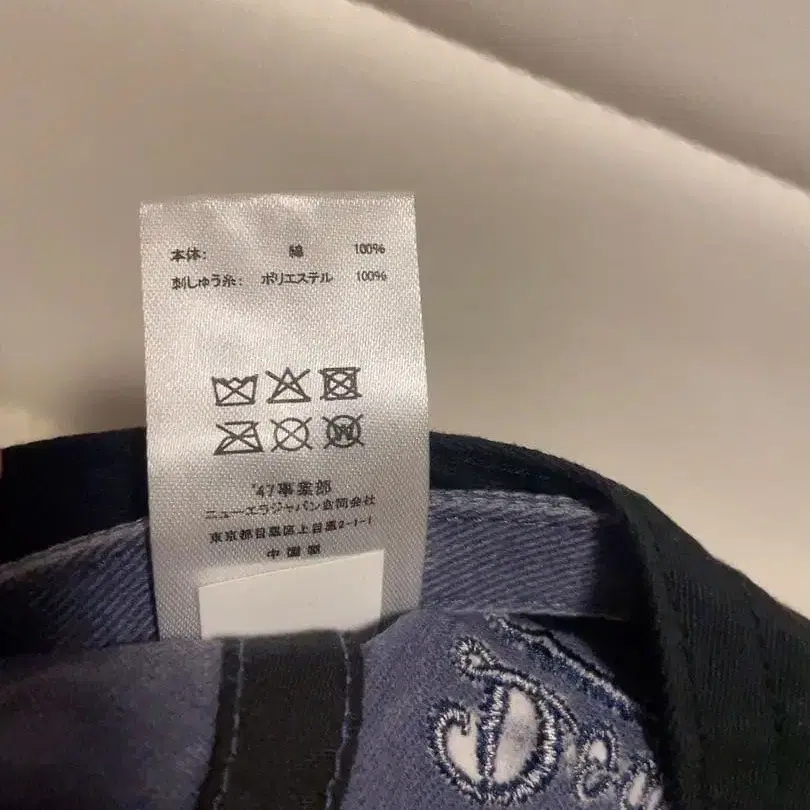 本体: 綿 100%
刺しゅう糸: ポリエステル 100%
'47事業部
ニューエラジャパン合同会社
東京都目黒区上目黒2-1-1
中国製